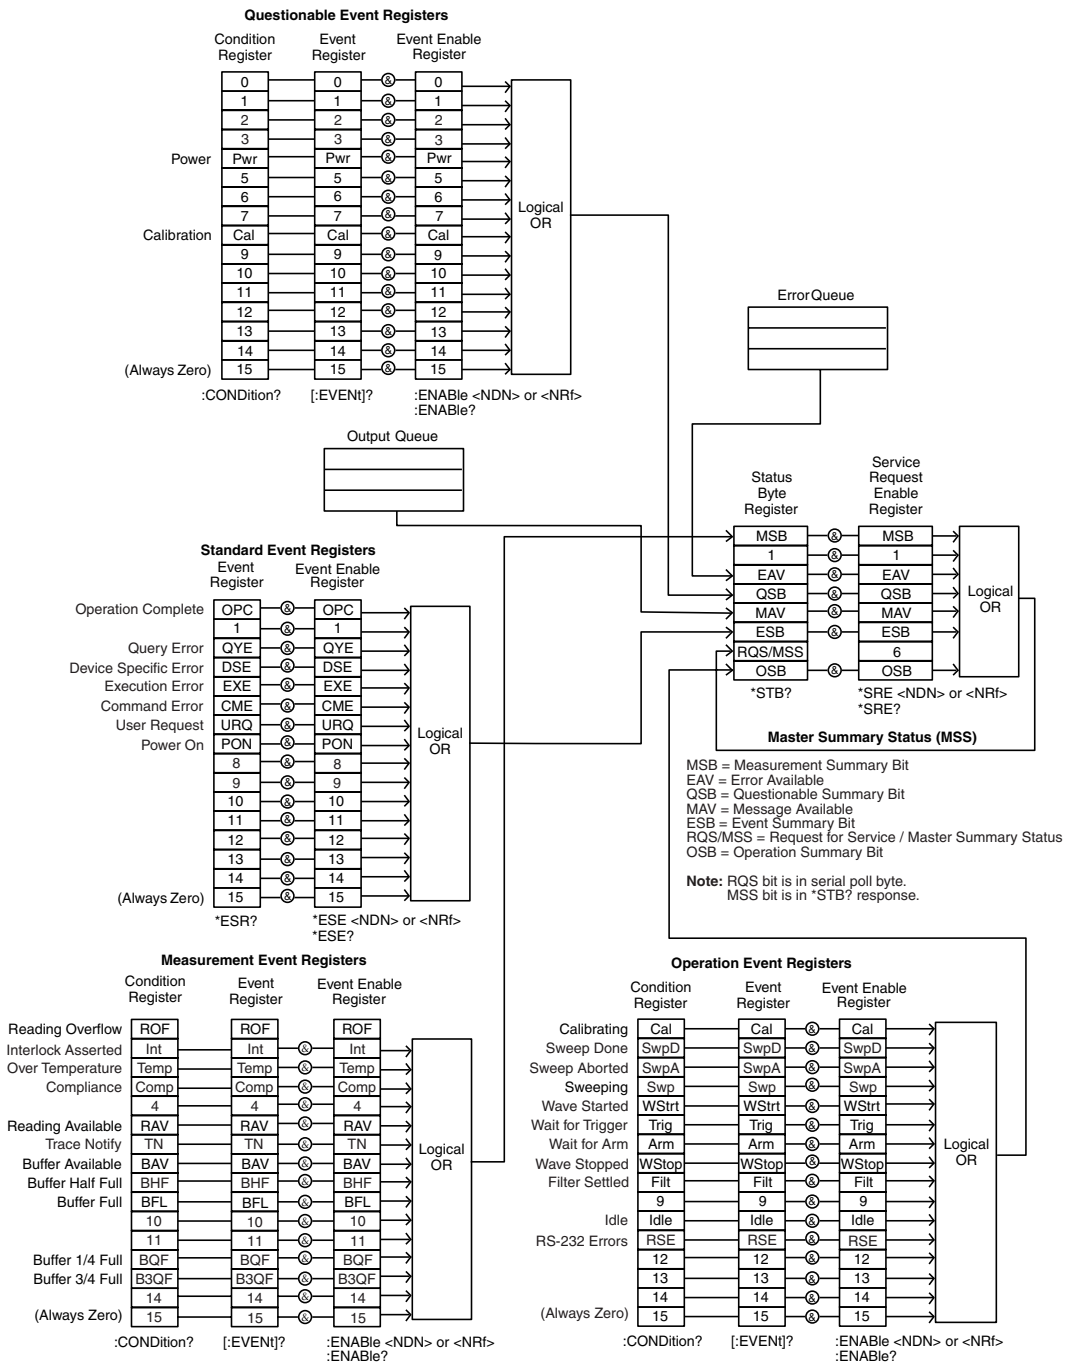 Questionable Event Registers
Condition Register
Event Register
Event Enable Register
0 0 & 0
1 1 & 1
2 2 & 2
3 3 & 3
Power Pwr Pwr & Pwr
5 5 & 5
6 6 & 6
7 7 & 7
Calibration Cal Cal & Cal
9 9 & 9
10 10 & 10
11 11 & 11
12 12 & 12
13 13 & 13
14 14 & 14
(Always Zero) 15 15 & 15
Logical OR
:CONDition? [:EVENt]? :ENABle <NDN> or <NRf>
:ENABle?
ErrorQueue
Output Queue
Status Byte Register
Service Request Enable Register
MSB & MSB
1 & 1
EAV & EAV
QSB & QSB
MAV & MAV
ESB & ESB
RQS/MSS 6
OSB & OSB
Logical OR
*STB? *SRE <NDN> or <NRf>
*SRE?
Master Summary Status (MSS)
MSB = Measurement Summary Bit
EAV = Error Available
QSB = Questionable Summary Bit
MAV = Message Available
ESB = Event Summary Bit
RQS/MSS = Request for Service / Master Summary Status
OSB = Operation Summary Bit
Note: RQS bit is in serial poll byte.
MSS bit is in *STB? response.
Standard Event Registers
Event Register
Event Enable Register
Operation Complete OPC & OPC
1 & 1
Query Error QYE & QYE
Device Specific Error DSE & DSE
Execution Error EXE & EXE
Command Error CME & CME
User Request URQ & URQ
Power On PON & PON
8 & 8
9 & 9
10 & 10
11 & 11
12 & 12
13 & 13
14 & 14
(Always Zero) 15 & 15
Logical OR
*ESR? *ESE <NDN> or <NRf>
*ESE?
Measurement Event Registers
Condition Register
Event Register
Event Enable Register
Reading Overflow ROF ROF ROF
Interlock Asserted Int Int & Int
Over Temperature Temp Temp & Temp
Compliance Comp Comp & Comp
4 4 & 4
Reading Available RAV RAV & RAV
Trace Notify TN TN & TN
Buffer Available BAV BAV & BAV
Buffer Half Full BHF BHF & BHF
Buffer Full BFL BFL & BFL
10 10 & 10
11 11 & 11
Buffer 1/4 Full BQF BQF & BQF
Buffer 3/4 Full B3QF B3QF & B3QF
14 14 & 14
(Always Zero) 15 15 & 15
Logical OR
:CONDition? [:EVENt]? :ENABle <NDN> or <NRf>
:ENABle?
Operation Event Registers
Condition Register
Event Register
Event Enable Register
Calibrating Cal Cal & Cal
Sweep Done SwpD SwpD & SwpD
Sweep Aborted SwpA SwpA & SwpA
Sweeping Swp Swp & Swp
Wave Started WStrt WStrt & WStrt
Wait for Trigger Trig Trig & Trig
Wait for Arm Arm Arm & Arm
Wave Stopped WStop WStop & WStop
Filter Settled Filt Filt & Filt
9 9 & 9
Idle Idle Idle & Idle
RS-232 Errors RSE RSE & RSE
12 12 & 12
13 13 & 13
14 14 & 14
(Always Zero) 15 15 & 15
Logical OR
:CONDition? [:EVENt]? :ENABle <NDN> or <NRf>
:ENABle?